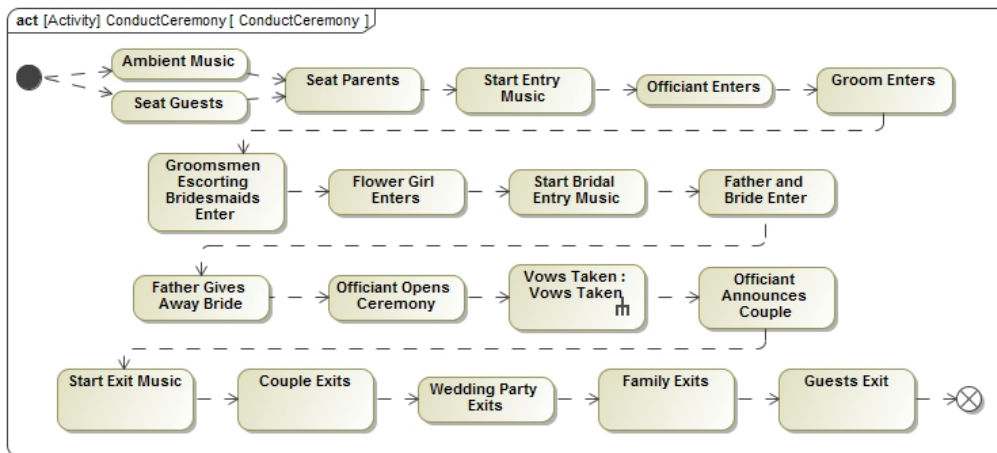 act [Activity] ConductCeremony [ ConductCeremony ]
Ambient Music
Seat Guests
Seat Parents
Start Entry
Music
Officiant Enters
Groom Enters
Groomsmen
Escorting
Bridesmaids
Enter
Flower Girl
Enters
Start Bridal
Entry Music
Father and
Bride Enter
Father Gives
Away Bride
Officiant Opens
Ceremony
Vows Taken :
Vows Taken
Officiant
Announces
Couple
Start Exit Music
Couple Exits
Wedding Party
Exits
Family Exits
Guests Exit